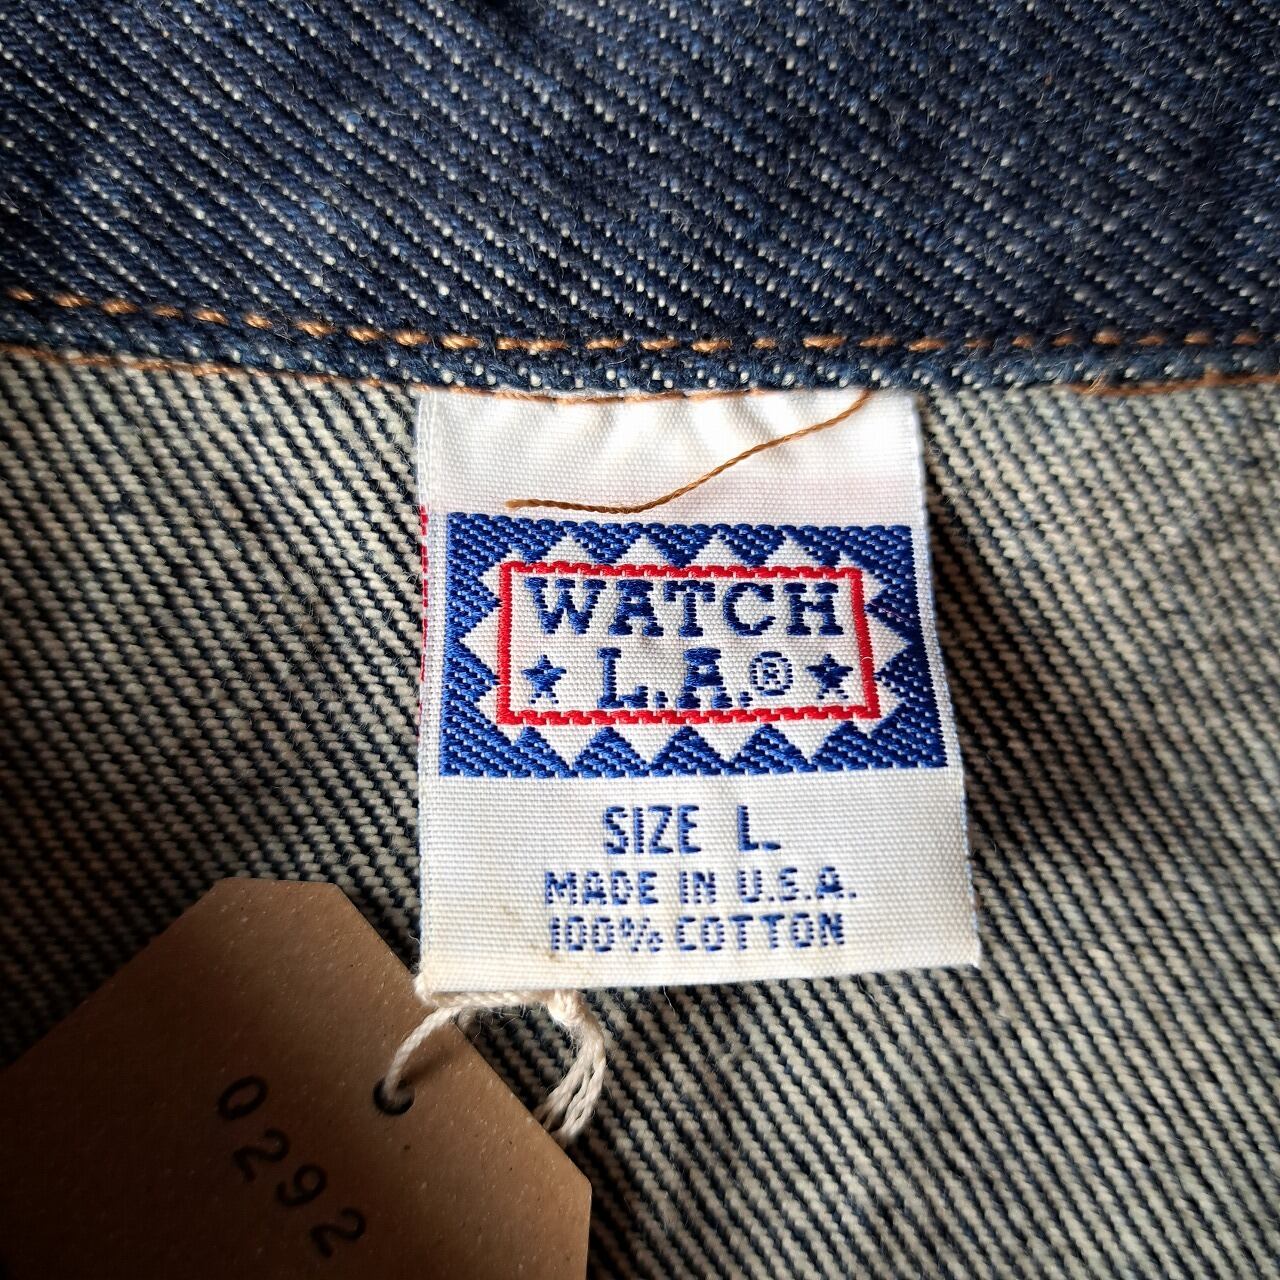 WATCH
★ L.A.® ★
SIZE L.
MADE IN U.S.A.
100% COTTON
0292